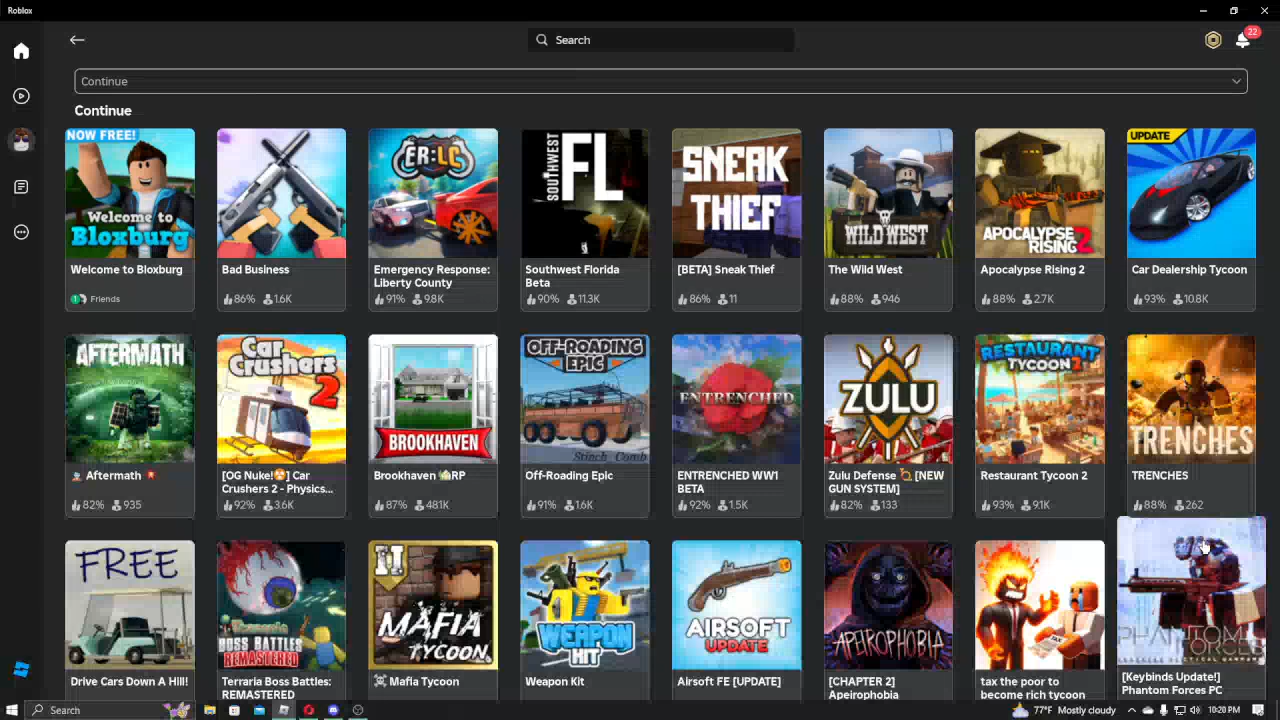 Roblox
Search
22
Continue
Continue
NOW FREE!
Welcome to
Bloxburg
Welcome to Bloxburg
1 Friends
Bad Business
86% 1.6K
ER:LC
Emergency Response:
Liberty County
91% 9.8K
SOUTHWEST
FL
Southwest Florida
Beta
90% 11.3K
SNEAK
THIEF
[BETA] Sneak Thief
86% 11
WILD WEST
The Wild West
88% 946
APOCALYPSE
RISING 2
Apocalypse Rising 2
88% 2.7K
UPDATE
Car Dealership Tycoon
93% 10.8K
AFTERMATH
Aftermath
82% 935
Car
Crushers
2
[OG Nuke!☢️] Car
Crushers 2 - Physics...
92% 3.6K
BROOKHAVEN
Brookhaven 🏡RP
87% 481K
OFF-ROADING
EPIC
Stinch Comb
Off-Roading Epic
91% 1.6K
ENTRENCHED
ENTRENCHED WW1
BETA
92% 1.5K
ZULU
Zulu Defense [NEW
GUN SYSTEM]
82% 133
RESTAURANT
TYCOON 2
Restaurant Tycoon 2
93% 9.1K
TRENCHES
TRENCHES
88% 262
FREE
Drive Cars Down A Hill!
Terraria
BOSS BATTLES
REMASTERED
Terraria Boss Battles:
REMASTERED
II
MAFIA
TYCOON
☠️ Mafia Tycoon
WEAPON
KIT
Weapon Kit
AIRSOFT
UPDATE
Airsoft FE [UPDATE]
APEIROPHOBIA
[CHAPTER 2]
Apeirophobia
TAX
tax the poor to
become rich tycoon
PHANTOM
FORCES
[Keybinds Update!]
Phantom Forces PC
Search
77°F Mostly cloudy
10:20 PM